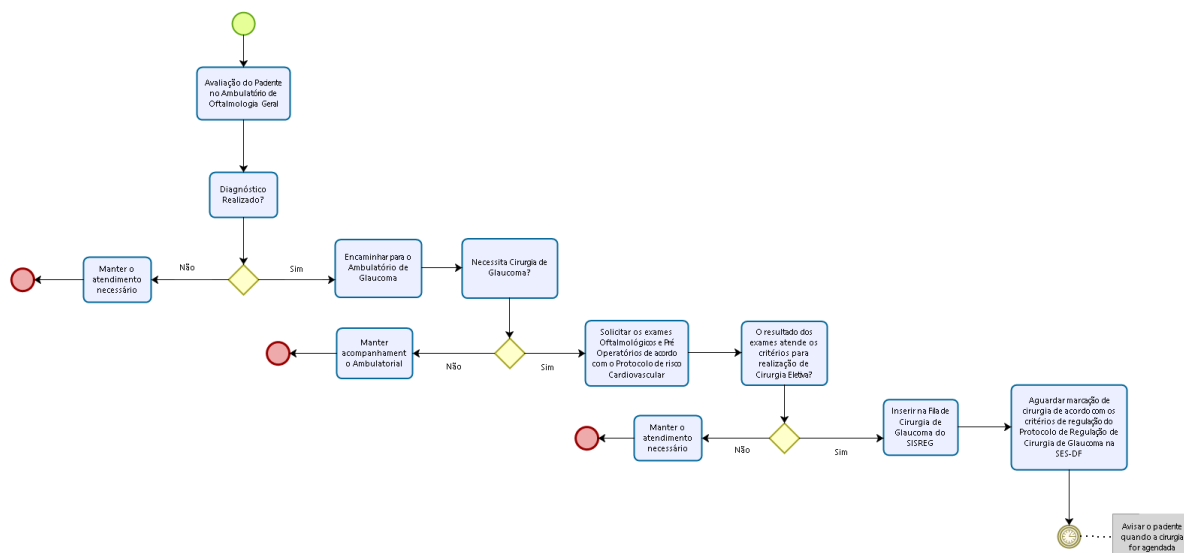 Avaliação do Paciente
no Ambulatório de
Oftalmologia Geral
Diagnóstico
Realizado?
Não
Sim
Manter o
atendimento
necessário
Encaminhar para o
Ambulatório de
Glaucoma
Necessita Cirurgia de
Glaucoma?
Manter
acompanhament
o Ambulatorial
Não
Sim
Solicitar os exames
Oftalmológicos e Pré
Operatórios de acordo
com o Protocolo de risco
Cardiovascular
O resultado dos
exames atende os
critérios para
realização de
Cirurgia Eletiva?
Manter o
atendimento
necessário
Não
Sim
Inserir na Fila de
Cirurgia de
Glaucoma do
SISREG
Aguardar marcação de
cirurgia de acordo com os
critérios de regulação do
Protocolo de Regulação de
Cirurgia de Glaucoma na
SES-DF
Avisar o paciente
quando a cirurgia
for agendada